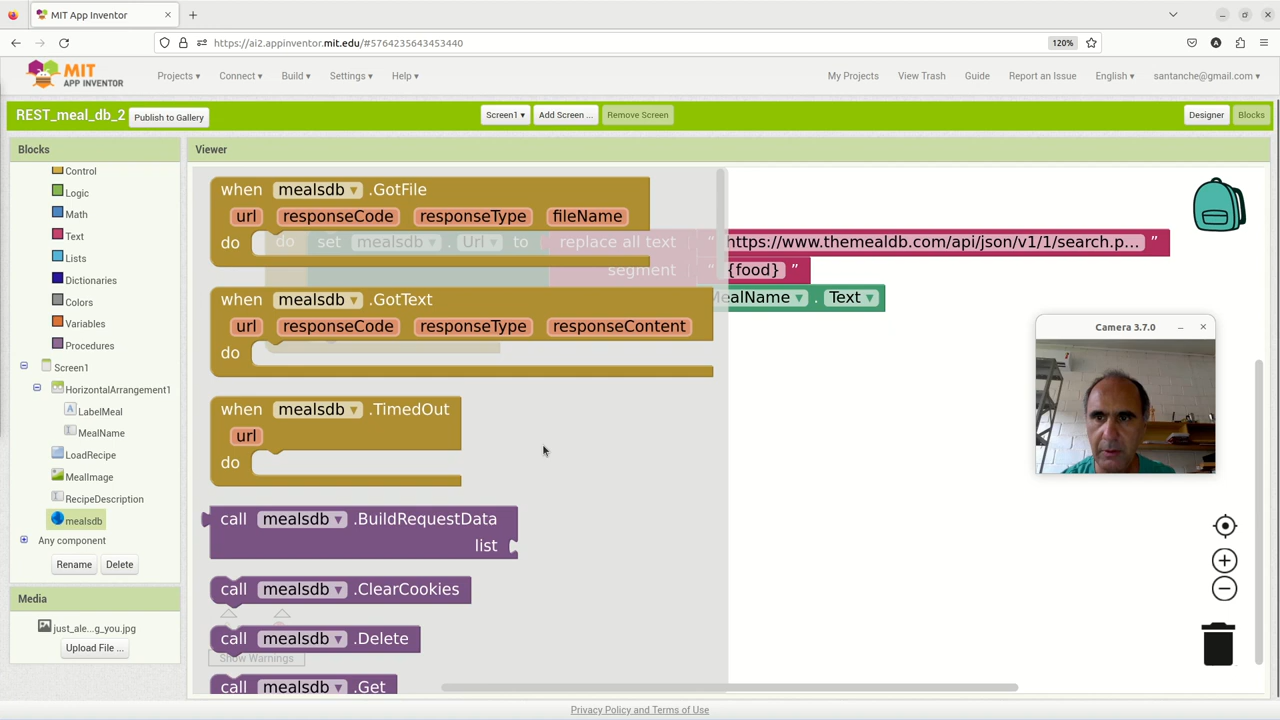 MIT App Inventor
https://ai2.appinventor.mit.edu/#5764235643453440
120%
MIT
APP INVENTOR
Projects
Connect
Build
Settings
Help
My Projects
View Trash
Guide
Report an Issue
English
santanche@gmail.com
REST_meal_db_2
Publish to Gallery
Screen1
Add Screen ...
Remove Screen
Designer
Blocks
Blocks
Viewer
Control
Logic
Math
Text
Lists
Dictionaries
Colors
Variables
Procedures
Screen1
HorizontalArrangement1
LabelMeal
MealName
LoadRecipe
MealImage
RecipeDescription
mealsdb
Any component
Rename
Delete
Media
just_ale...g_you.jpg
Upload File ...
when mealsdb .GotFile
url responseCode responseType fileName
do
do set mealsdb . Url to replace all text " https://www.themealdb.com/api/json/v1/1/search.p... "
segment " {food} "
MealName . Text
when mealsdb .GotText
url responseCode responseType responseContent
do
when mealsdb .TimedOut
url
do
call mealsdb .BuildRequestData
list
call mealsdb .ClearCookies
call mealsdb .Delete
Show Warnings
call mealsdb .Get
Camera 3.7.0
Privacy Policy and Terms of Use